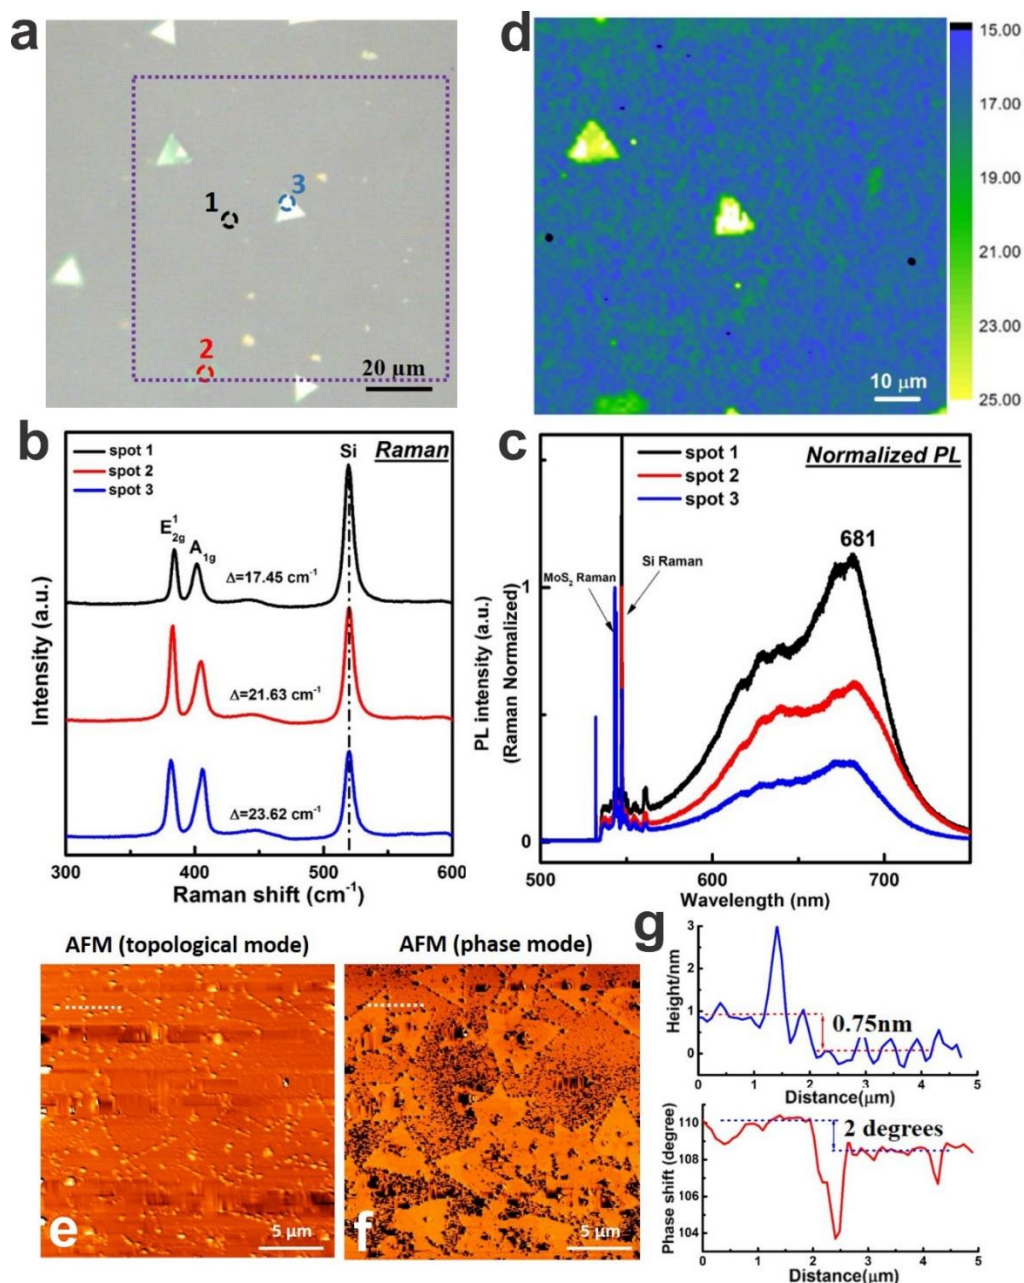 a
1
3
2
20 µm
d
15.00
17.00
19.00
21.00
23.00
25.00
10 µm
b
Raman
Si
spot 1
spot 2
spot 3
E¹₂g
A₁g
Δ=17.45 cm⁻¹
Δ=21.63 cm⁻¹
Δ=23.62 cm⁻¹
Intensity (a.u.)
300 400 500 600
Raman shift (cm⁻¹)
c
Normalized PL
spot 1
spot 2
spot 3
681
MoS₂ Raman
Si Raman
PL intensity (a.u.)
(Raman Normalized)
1
0
500 600 700
Wavelength (nm)
AFM (topological mode)
e
5 µm
AFM (phase mode)
f
5 µm
g
Height/nm
3
2
1
0
0.75nm
0 1 2 3 4 5
Distance(µm)
Phase shift (degree)
110
108
106
104
2 degrees
0 1 2 3 4 5
Distance(µm)